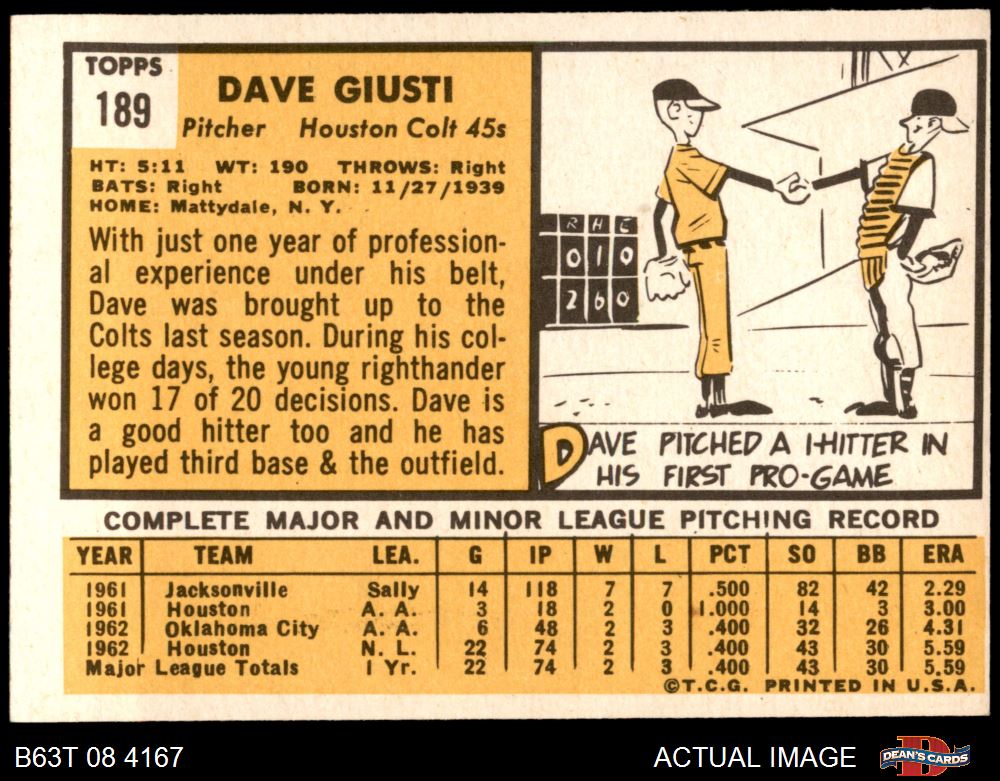 TOPPS
189
DAVE GIUSTI
Pitcher Houston Colt 45s
HT: 5:11 WT: 190 THROWS: Right
BATS: Right BORN: 11/27/1939
HOME: Mattydale, N. Y.
With just one year of profession-
al experience under his belt,
Dave was brought up to the
Colts last season. During his col-
lege days, the young righthander
won 17 of 20 decisions. Dave is
a good hitter too and he has
played third base & the outfield.
R H E
0 1 0
2 6 0
DAVE PITCHED A 1-HITTER IN
HIS FIRST PRO-GAME
COMPLETE MAJOR AND MINOR LEAGUE PITCHING RECORD
YEAR TEAM LEA. G IP W L PCT SO BB ERA
1961 Jacksonville Sally 14 118 7 7 .500 82 42 2.29
1961 Houston A. A. 3 18 2 0 1.000 14 3 3.00
1962 Oklahoma City A. A. 6 48 2 3 .400 32 26 4.31
1962 Houston N. L. 22 74 2 3 .400 43 30 5.59
Major League Totals 1 Yr. 22 74 2 3 .400 43 30 5.59
©T.C.G. PRINTED IN U.S.A.
B63T 08 4167 ACTUAL IMAGE DEAN'S CARDS